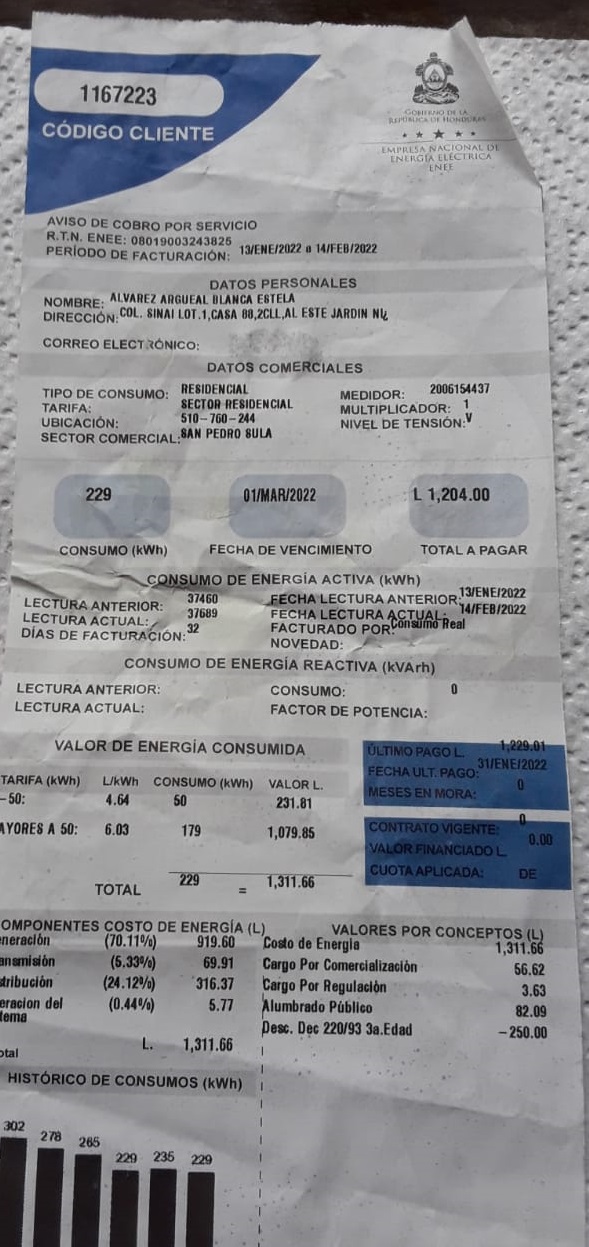 1167223
CÓDIGO CLIENTE
GOBIERNO DE LA
REPÚBLICA DE HONDURAS
EMPRESA NACIONAL DE
ENERGÍA ELÉCTRICA
ENEE
AVISO DE COBRO POR SERVICIO
R.T.N. ENEE: 08019003243825
PERÍODO DE FACTURACIÓN: 13/ENE/2022 a 14/FEB/2022
DATOS PERSONALES
NOMBRE: ALVAREZ ARGUEAL BLANCA ESTELA
DIRECCIÓN: COL. SINAI LOT.1,CASA 88,2CLL,AL ESTE JARDIN
CORREO ELECTRÓNICO:
DATOS COMERCIALES
TIPO DE CONSUMO: RESIDENCIAL MEDIDOR: 2006154437
TARIFA: SECTOR RESIDENCIAL MULTIPLICADOR: 1
UBICACIÓN: 510-760-244 NIVEL DE TENSIÓN: V
SECTOR COMERCIAL: SAN PEDRO SULA
229 01/MAR/2022 L 1,204.00
CONSUMO (kWh) FECHA DE VENCIMIENTO TOTAL A PAGAR
CONSUMO DE ENERGÍA ACTIVA (kWh)
LECTURA ANTERIOR: 37460 FECHA LECTURA ANTERIOR: 13/ENE/2022
LECTURA ACTUAL: 37689 FECHA LECTURA ACTUAL: 14/FEB/2022
DÍAS DE FACTURACIÓN: 32 FACTURADO POR: Consumo Real
NOVEDAD:
CONSUMO DE ENERGÍA REACTIVA (kVArh)
LECTURA ANTERIOR: CONSUMO: 0
LECTURA ACTUAL: FACTOR DE POTENCIA:
VALOR DE ENERGÍA CONSUMIDA
TARIFA (kWh) L/kWh CONSUMO (kWh) VALOR L.
-50: 4.64 50 231.81
AYORES A 50: 6.03 179 1,079.85
TOTAL 229 = 1,311.66
ÚLTIMO PAGO L. 1,229.01
FECHA ULT. PAGO: 31/ENE/2022
MESES EN MORA: 0
CONTRATO VIGENTE: 0
VALOR FINANCIADO L. 0.00
CUOTA APLICADA: DE
OMPONENTES COSTO DE ENERGÍA (L)
neración (70.11%) 919.60
ansmisión (5.33%) 69.91
stribución (24.12%) 316.37
eracion del (0.44%) 5.77
tema
otal L. 1,311.66
VALORES POR CONCEPTOS (L)
Costo de Energia 1,311.66
Cargo Por Comercialización 56.62
Cargo Por Regulación 3.63
Alumbrado Público 82.09
Desc. Dec 220/93 3a.Edad -250.00
HISTÓRICO DE CONSUMOS (kWh)
302 278 265 229 235 229